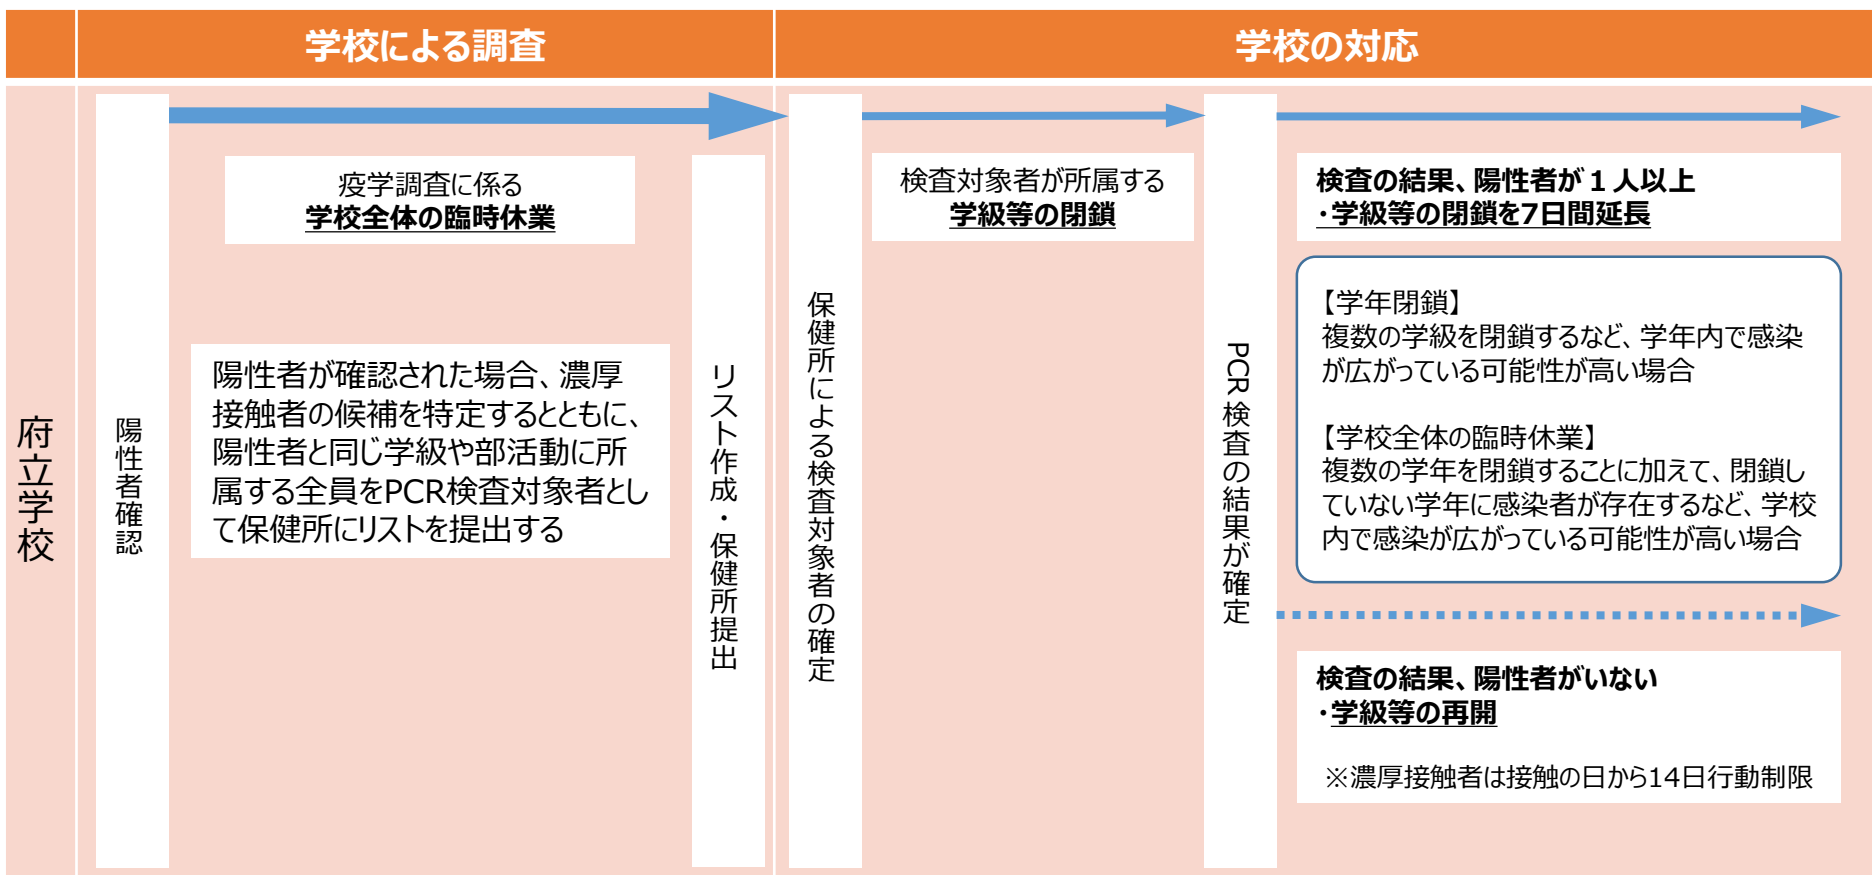 学校による調査
学校の対応
府立学校
陽性者確認
疫学調査に係る
学校全体の臨時休業
陽性者が確認された場合、濃厚
接触者の候補を特定するとともに、
陽性者と同じ学級や部活動に所
属する全員をPCR検査対象者とし
て保健所にリストを提出する
リスト作成・保健所提出
保健所による検査対象者の確定
検査対象者が所属する
学級等の閉鎖
PCR検査の結果が確定
検査の結果、陽性者が１人以上
・学級等の閉鎖を7日間延長
【学年閉鎖】
複数の学級を閉鎖するなど、学年内で感染
が広がっている可能性が高い場合
【学校全体の臨時休業】
複数の学年を閉鎖することに加えて、閉鎖し
ていない学年に感染者が存在するなど、学校
内で感染が広がっている可能性が高い場合
検査の結果、陽性者がいない
・学級等の再開
※濃厚接触者は接触の日から14日行動制限